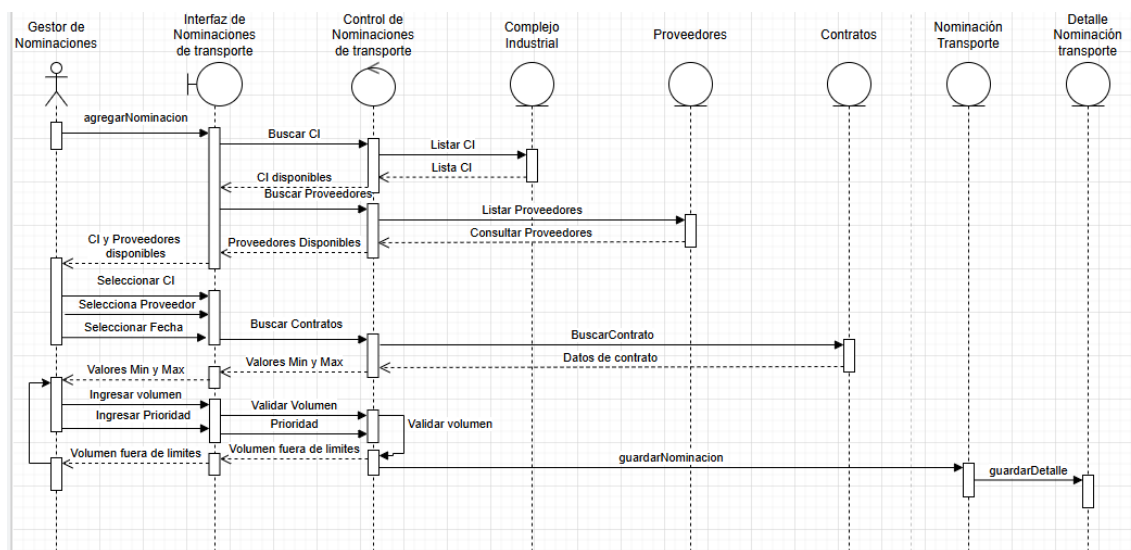 Gestor de
Nominaciones
Interfaz de
Nominaciones
de transporte
Control de
Nominaciones
de transporte
Complejo
Industrial
Proveedores
Contratos
Nominación
Transporte
Detalle
Nominación
transporte
agregarNominacion
Buscar CI
Listar CI
Lista CI
CI disponibles
Buscar Proveedores
Listar Proveedores
Consultar Proveedores
Proveedores Disponibles
CI y Proveedores
disponibles
Seleccionar CI
Selecciona Proveedor
Seleccionar Fecha
Buscar Contratos
BuscarContrato
Datos de contrato
Valores Min y Max
Valores Min y Max
Ingresar volumen
Validar Volumen
Ingresar Prioridad
Prioridad
Validar volumen
Volumen fuera de limites
Volumen fuera de limites
guardarNominacion
guardarDetalle